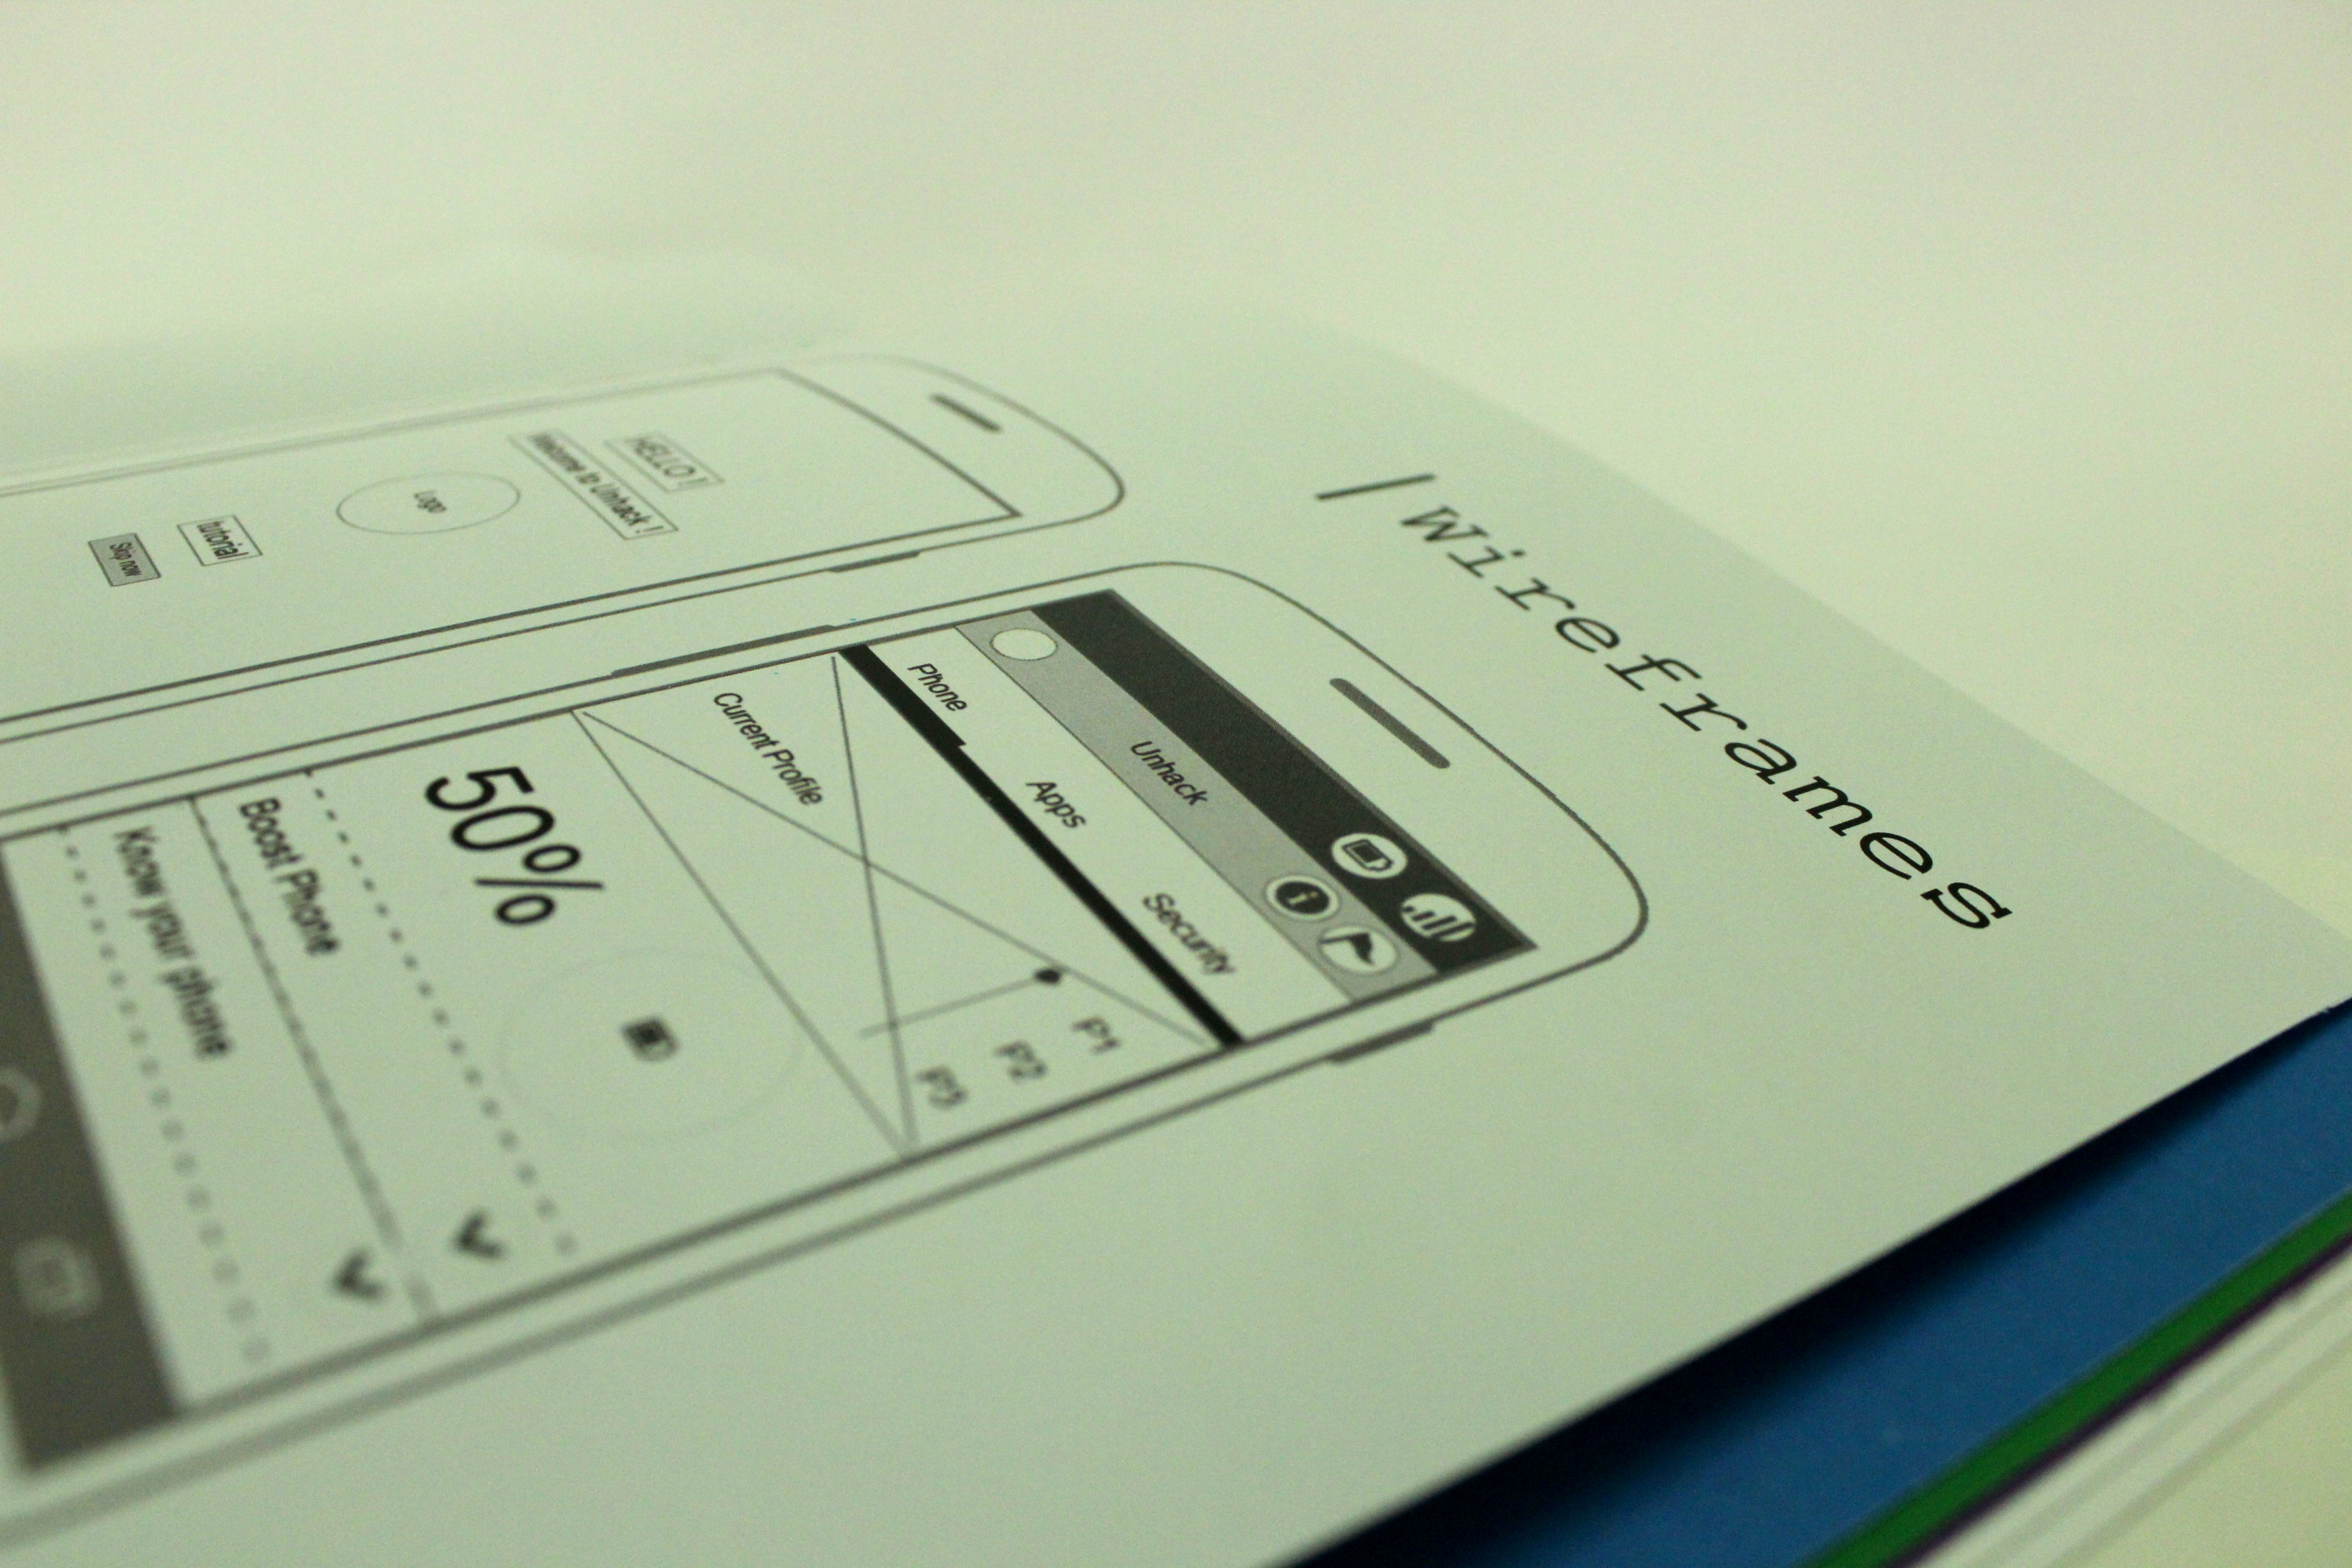 | Wireframes
HELLO !
Welcome to Unhack !
Logo
tutorial
Skip now
Unhack
Phone Apps Security
Current Profile
P1
P2
P3
50%
Boost Phone
Know your phone